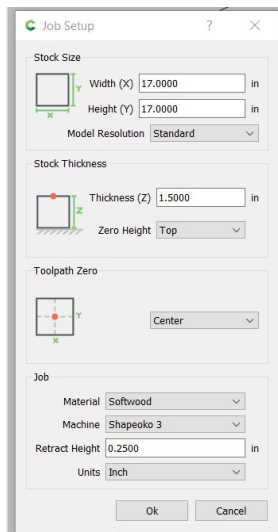 Job Setup ? ×
Stock Size
Y
X
Width (X) 17.0000 in
Height (Y) 17.0000 in
Model Resolution Standard
Stock Thickness
Z
Thickness (Z) 1.5000 in
Zero Height Top
Toolpath Zero
Y
X
Center
Job
Material Softwood
Machine Shapeoko 3
Retract Height 0.2500 in
Units Inch
Ok Cancel